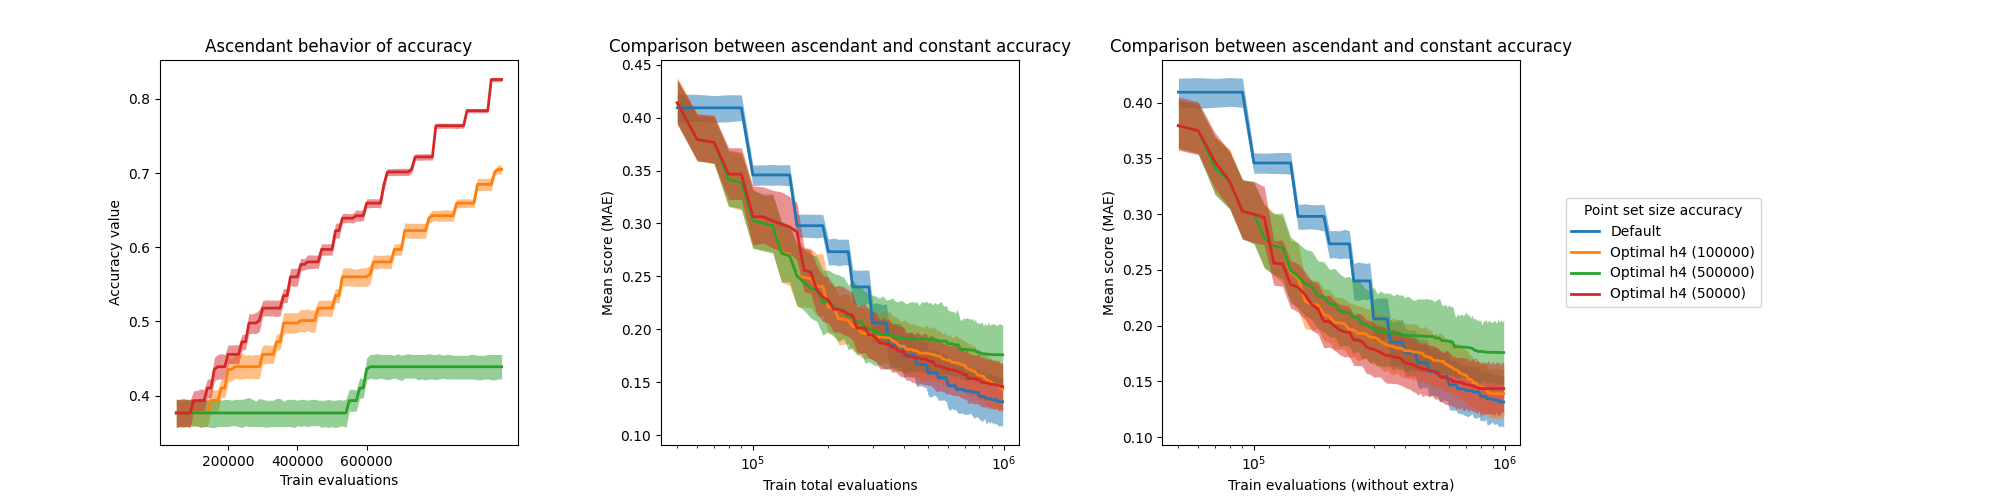 Ascendant behavior of accuracy
Accuracy value
0.8
0.7
0.6
0.5
0.4
200000 400000 600000
Train evaluations
Comparison between ascendant and constant accuracy
Mean score (MAE)
0.45
0.40
0.35
0.30
0.25
0.20
0.15
0.10
10^5 10^6
Train total evaluations
Comparison between ascendant and constant accuracy
Mean score (MAE)
0.40
0.35
0.30
0.25
0.20
0.15
0.10
10^5 10^6
Train evaluations (without extra)
Point set size accuracy
Default
Optimal h4 (100000)
Optimal h4 (500000)
Optimal h4 (50000)